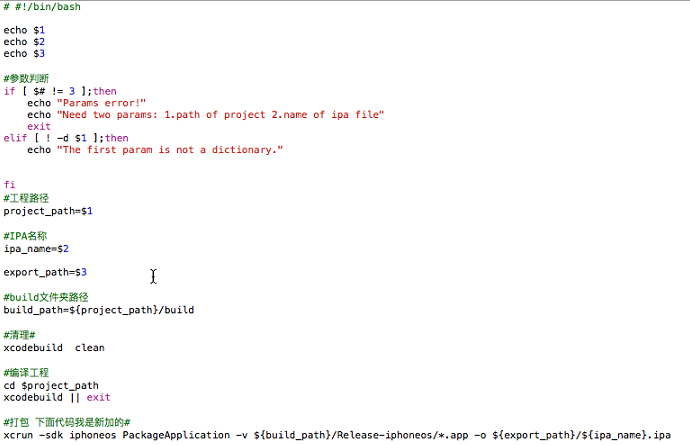 # #!/bin/bash
echo $1
echo $2
echo $3
#参数判断
if [ $# != 3 ];then
    echo "Params error!"
    echo "Need two params: 1.path of project 2.name of ipa file"
    exit
elif [ ! -d $1 ];then
    echo "The first param is not a dictionary."
fi
#工程路径
project_path=$1
#IPA名称
ipa_name=$2
export_path=$3
#build文件夹路径
build_path=${project_path}/build
#清理#
xcodebuild  clean
#编译工程
cd $project_path
xcodebuild || exit
#打包 下面代码我是新加的#
xcrun -sdk iphoneos PackageApplication -v ${build_path}/Release-iphoneos/*.app -o ${export_path}/${ipa_name}.ipa